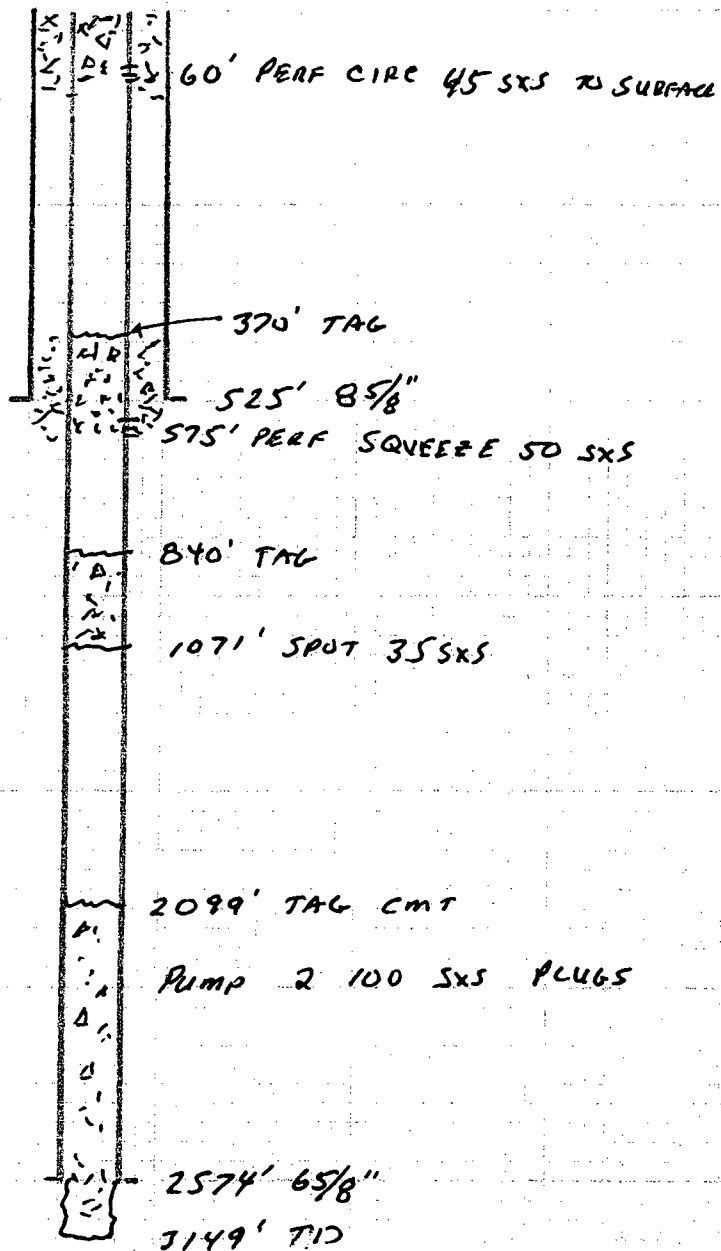 60' PERF CIRC 45 SXS TO SURFACE
370' TAG
525' 8 5/8"
575' PERF SQUEEZE 50 SXS
840' TAG
1071' SPOT 35 SXS
2099' TAG CMT
PUMP 2 100 SXS PLUGS
2574' 6 5/8"
3149' TD